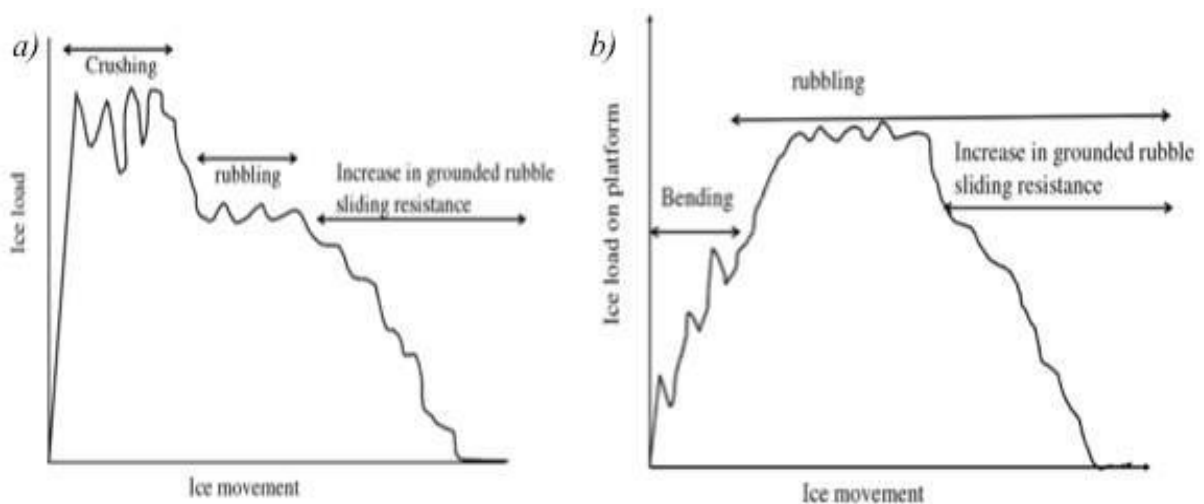 a)
Crushing
rubbling
Increase in grounded rubble
sliding resistance
Ice load
Ice movement
b)
rubbling
Increase in grounded rubble
sliding resistance
Bending
Ice load on platform
Ice movement